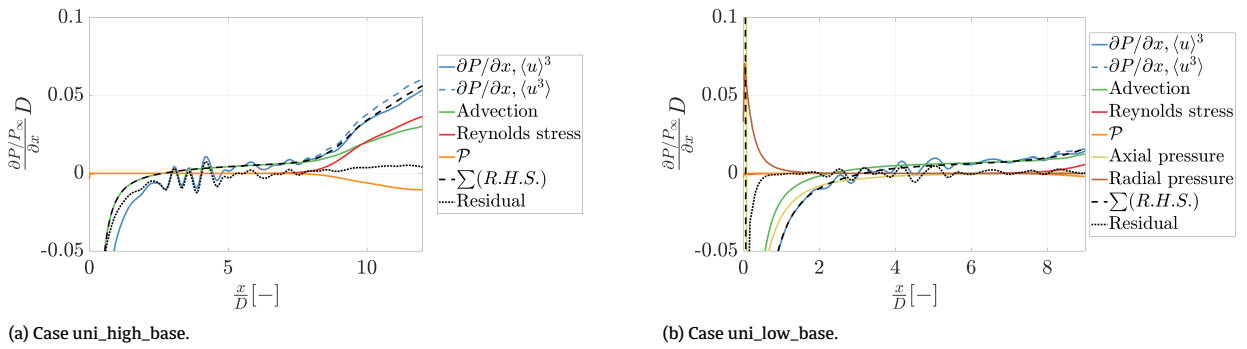 0.1
0.05
0
-0.05
∂P/P∞
∂x
D
0
5
10
x/D [−]
∂P/∂x, ⟨u⟩³
∂P/∂x, ⟨u³⟩
Advection
Reynolds stress
𝒫
∑(R.H.S.)
Residual
(a) Case uni_high_base.
0.1
0.05
0
-0.05
∂P/P∞
∂x
D
0
2
4
6
8
x/D [−]
∂P/∂x, ⟨u⟩³
∂P/∂x, ⟨u³⟩
Advection
Reynolds stress
𝒫
Axial pressure
Radial pressure
∑(R.H.S.)
Residual
(b) Case uni_low_base.